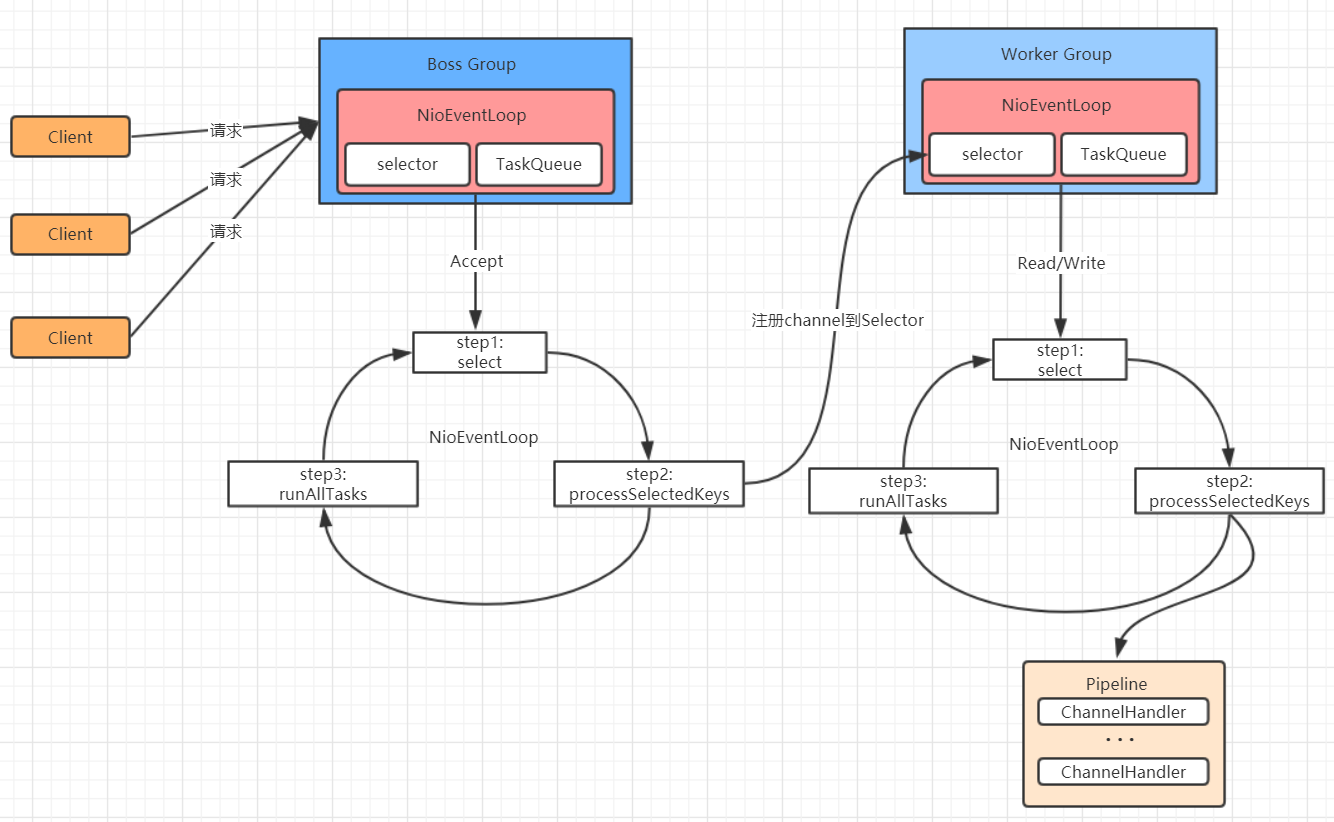 Client
Client
Client
请求
请求
请求
Boss Group
NioEventLoop
selector
TaskQueue
Accept
step1:
select
NioEventLoop
step2:
processSelectedKeys
step3:
runAllTasks
注册channel到Selector
Worker Group
NioEventLoop
selector
TaskQueue
Read/Write
step1:
select
NioEventLoop
step2:
processSelectedKeys
step3:
runAllTasks
Pipeline
ChannelHandler
···
ChannelHandler